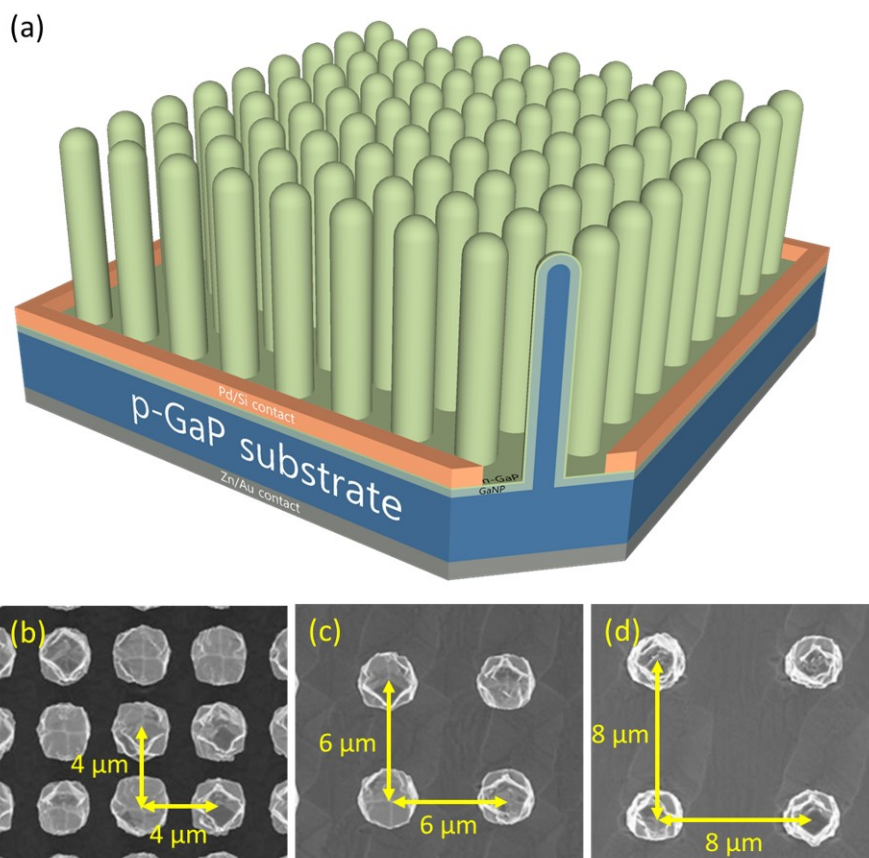 (a)
Pd/Si contact
p-GaP substrate
Zn/Au contact
n-GaP
GaNP
(b)
4 μm
4 μm
(c)
6 μm
6 μm
(d)
8 μm
8 μm